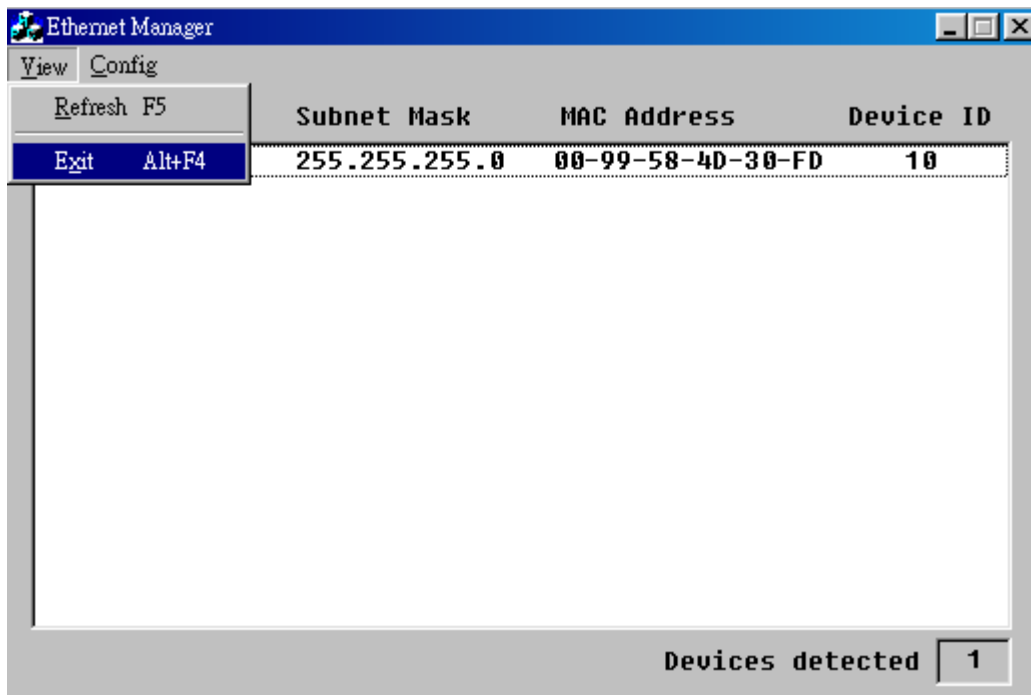 Ethernet Manager
View Config
Refresh F5
Exit Alt+F4
Subnet Mask MAC Address Device ID
255.255.255.0 00-99-58-4D-30-FD 10
Devices detected 1